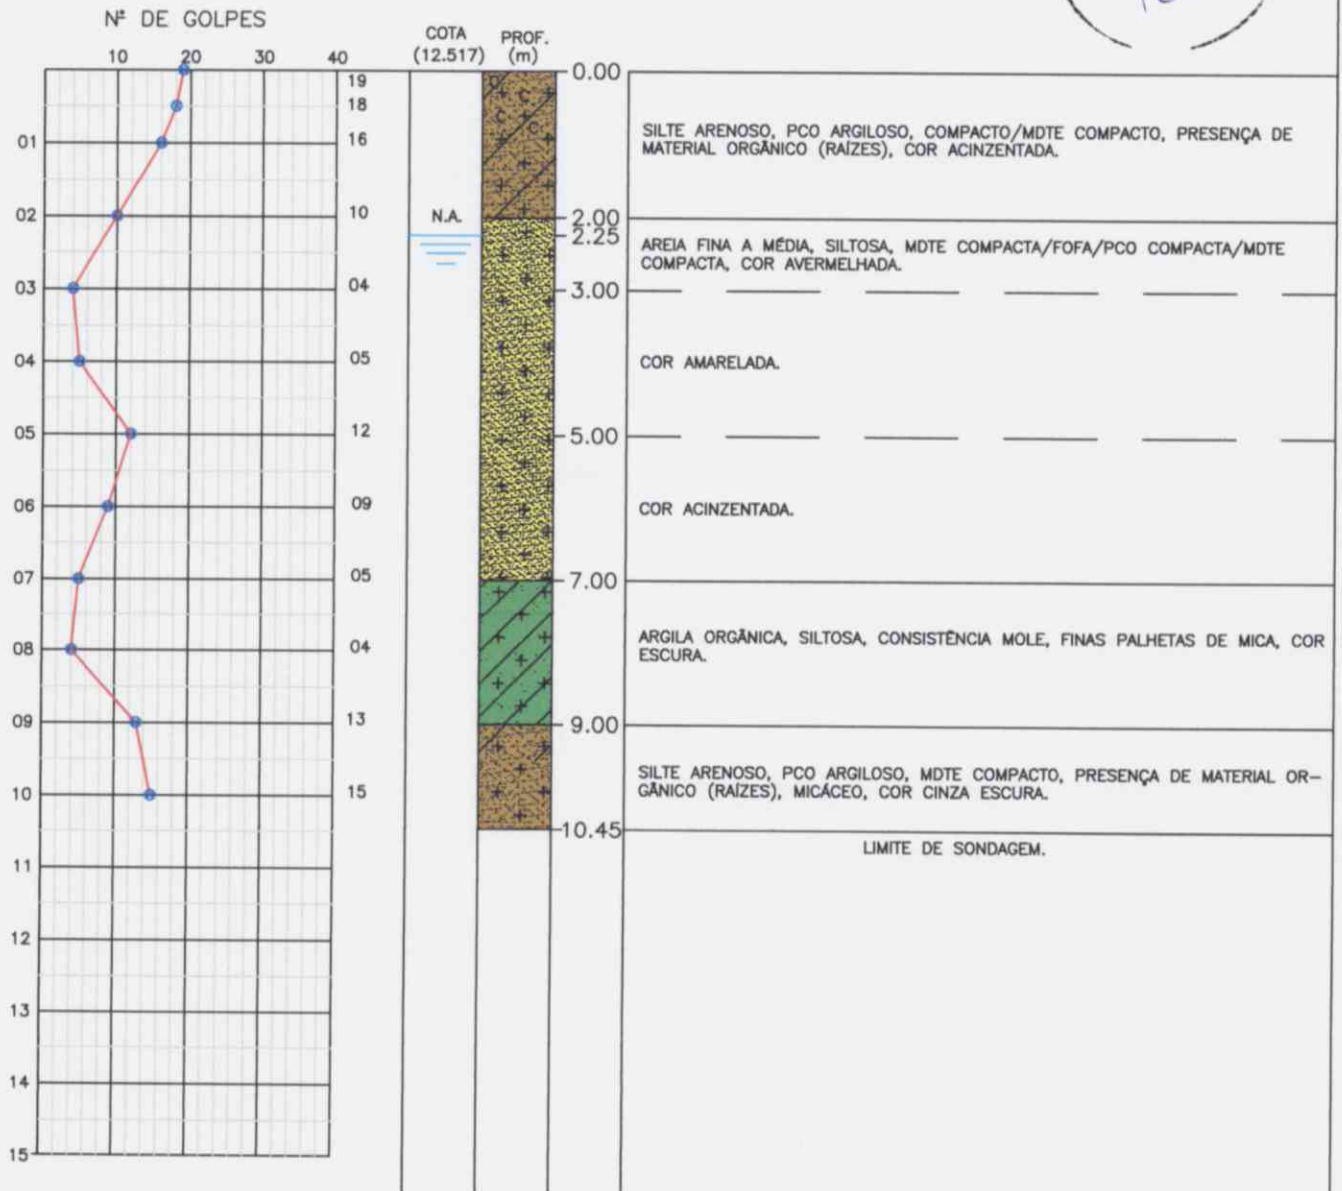 Nº DE GOLPES
COTA
(12.517)
PROF.
(m)
10 20 30 40
0.00
19
18
01 16
SILTE ARENOSO, PCO ARGILOSO, COMPACTO/MDTE COMPACTO, PRESENÇA DE
MATERIAL ORGÂNICO (RAÍZES), COR ACINZENTADA.
02 10 N.A. 2.00
2.25
AREIA FINA A MÉDIA, SILTOSA, MDTE COMPACTA/FOFA/PCO COMPACTA/MDTE
COMPACTA, COR AVERMELHADA.
03 04 3.00
04 05 COR AMARELADA.
05 12 5.00
06 09 COR ACINZENTADA.
07 05 7.00
08 04
ARGILA ORGÂNICA, SILTOSA, CONSISTÊNCIA MOLE, FINAS PALHETAS DE MICA, COR
ESCURA.
09 13 9.00
SILTE ARENOSO, PCO ARGILOSO, MDTE COMPACTO, PRESENÇA DE MATERIAL OR-
GÂNICO (RAÍZES), MICÁCEO, COR CINZA ESCURA.
10 15
10.45
LIMITE DE SONDAGEM.
11
12
13
14
15